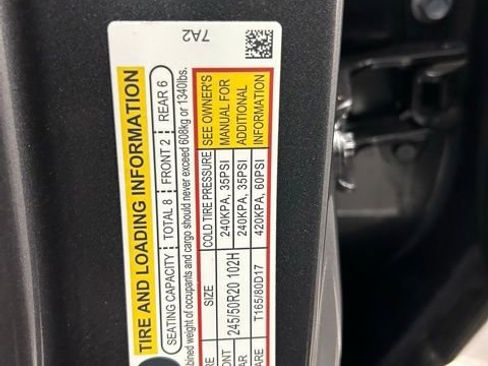 7A2
TIRE AND LOADING INFORMATION
SEATING CAPACITY TOTAL 8 FRONT 2 REAR 6
weight of occupants and cargo should never exceed 608kg or 1340lbs.
SIZE COLD TIRE PRESSURE SEE OWNER'S
245/50R20 102H 240KPA, 35PSI MANUAL FOR
240KPA, 35PSI ADDITIONAL
T165/80D17 420KPA, 60PSI INFORMATION